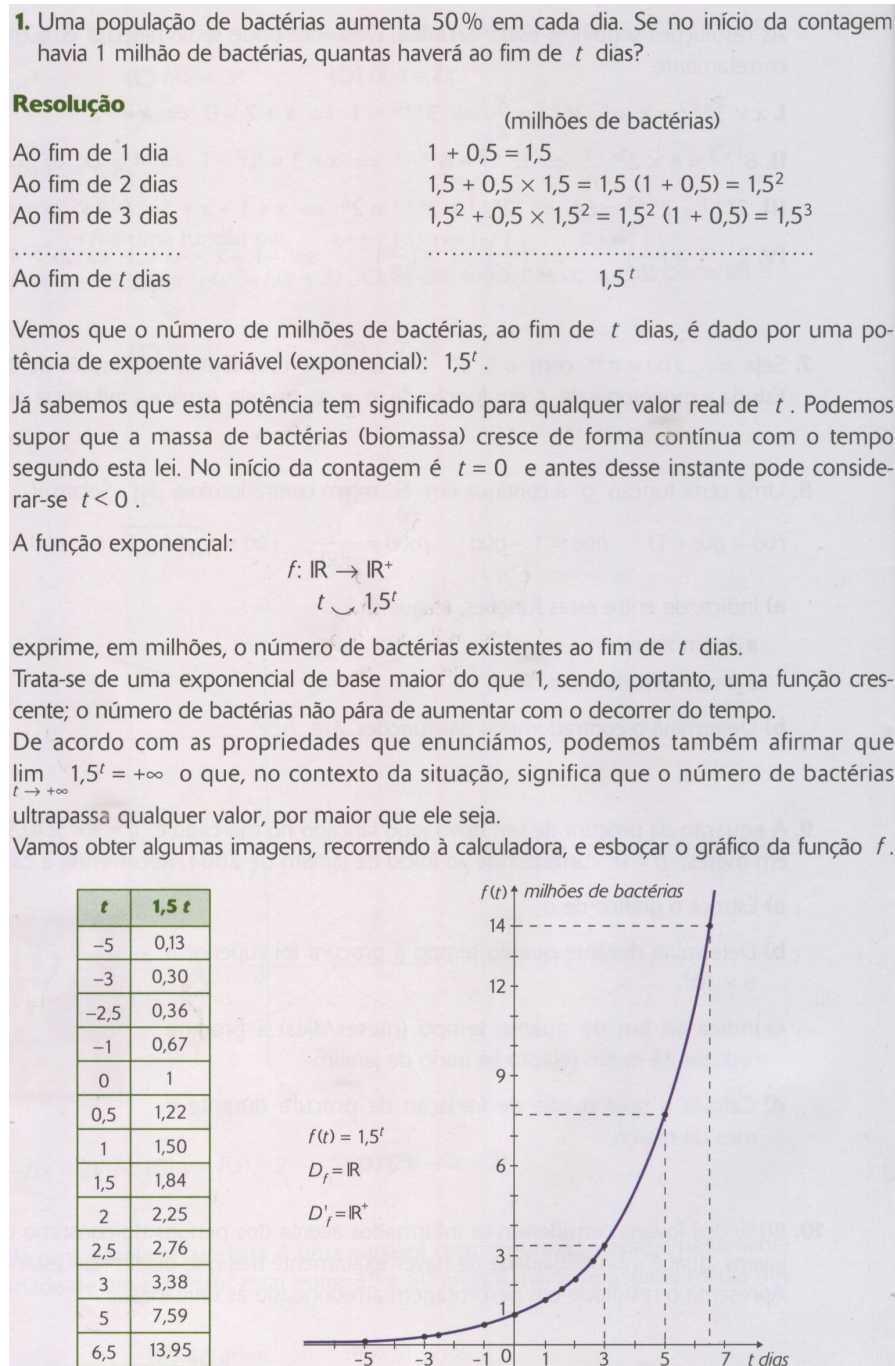 1. Uma população de bactérias aumenta 50% em cada dia. Se no início da contagem
havia 1 milhão de bactérias, quantas haverá ao fim de t dias?
Resolução
(milhões de bactérias)
Ao fim de 1 dia 1 + 0,5 = 1,5
Ao fim de 2 dias 1,5 + 0,5 × 1,5 = 1,5 (1 + 0,5) = 1,5²
Ao fim de 3 dias 1,5² + 0,5 × 1,5² = 1,5² (1 + 0,5) = 1,5³
........................ ............................................................
Ao fim de t dias 1,5ᵗ
Vemos que o número de milhões de bactérias, ao fim de t dias, é dado por uma po-
tência de expoente variável (exponencial): 1,5ᵗ .
Já sabemos que esta potência tem significado para qualquer valor real de t . Podemos
supor que a massa de bactérias (biomassa) cresce de forma contínua com o tempo
segundo esta lei. No início da contagem é t = 0 e antes desse instante pode conside-
rar-se t < 0 .
A função exponencial:
f: ℝ → ℝ⁺
t ⤻ 1,5ᵗ
exprime, em milhões, o número de bactérias existentes ao fim de t dias.
Trata-se de uma exponencial de base maior do que 1, sendo, portanto, uma função cres-
cente; o número de bactérias não pára de aumentar com o decorrer do tempo.
De acordo com as propriedades que enunciámos, podemos também afirmar que
lim 1,5ᵗ = +∞ o que, no contexto da situação, significa que o número de bactérias
t → +∞
ultrapassa qualquer valor, por maior que ele seja.
Vamos obter algumas imagens, recorrendo à calculadora, e esboçar o gráfico da função f .
t 1,5 t
–5 0,13
–3 0,30
–2,5 0,36
–1 0,67
0 1
0,5 1,22
1 1,50
1,5 1,84
2 2,25
2,5 2,76
3 3,38
5 7,59
6,5 13,95
f(t) = 1,5ᵗ
D_f = ℝ
D'_f = ℝ⁺
f(t) milhões de bactérias
14
12
9
6
3
1
–5 –3 –1 0 1 3 5 7 t dias